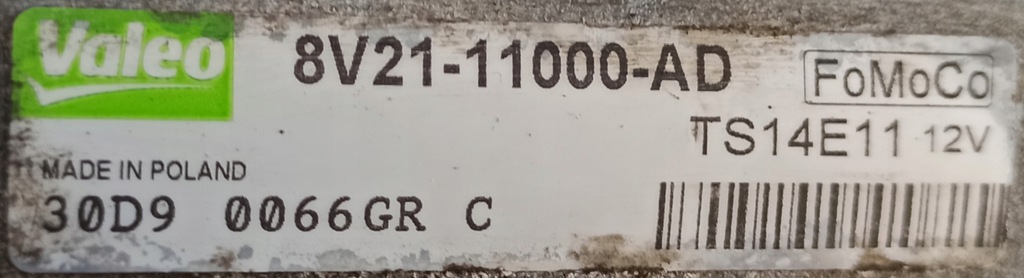 Valeo
8V21-11000-AD
FoMoCo
TS14E11 12V
MADE IN POLAND
30D9 0066GR C